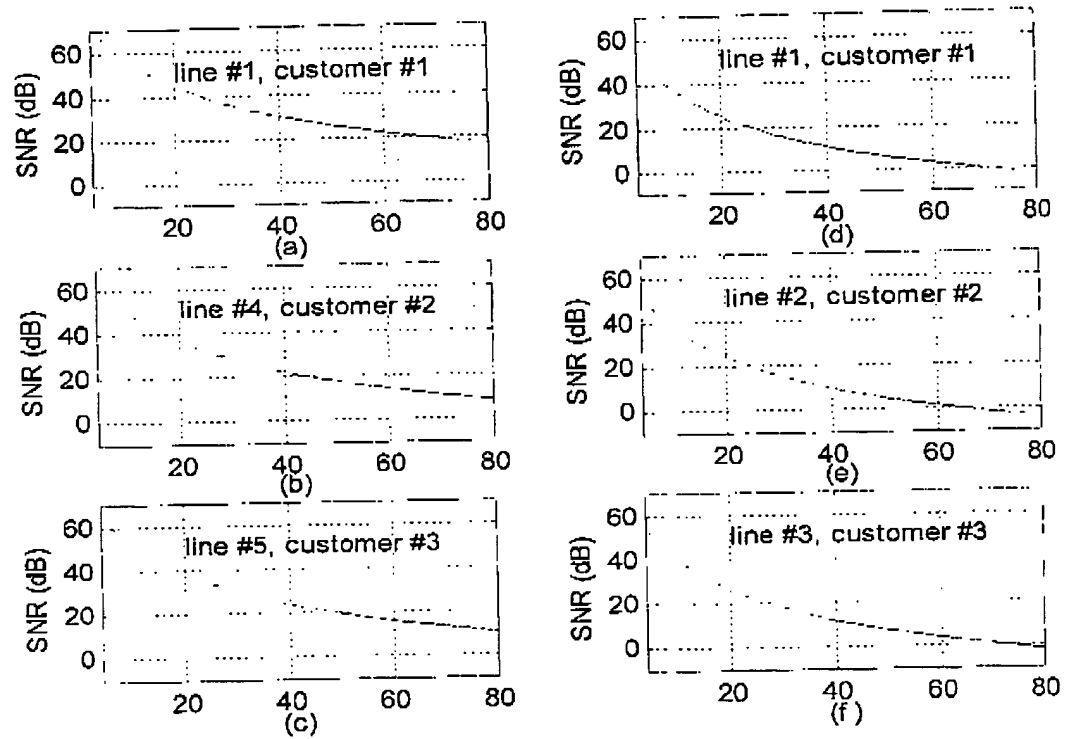 SNR (dB)
60
40
20
0
line #1, customer #1
20 40 60 80
(a)
SNR (dB)
60
40
20
0
line #4, customer #2
20 40 60 80
(b)
SNR (dB)
60
40
20
0
line #5, customer #3
20 40 60 80
(c)
SNR (dB)
60
40
20
0
line #1, customer #1
20 40 60 80
(d)
SNR (dB)
60
40
20
0
line #2, customer #2
20 40 60 80
(e)
SNR (dB)
60
40
20
0
line #3, customer #3
20 40 60 80
(f)